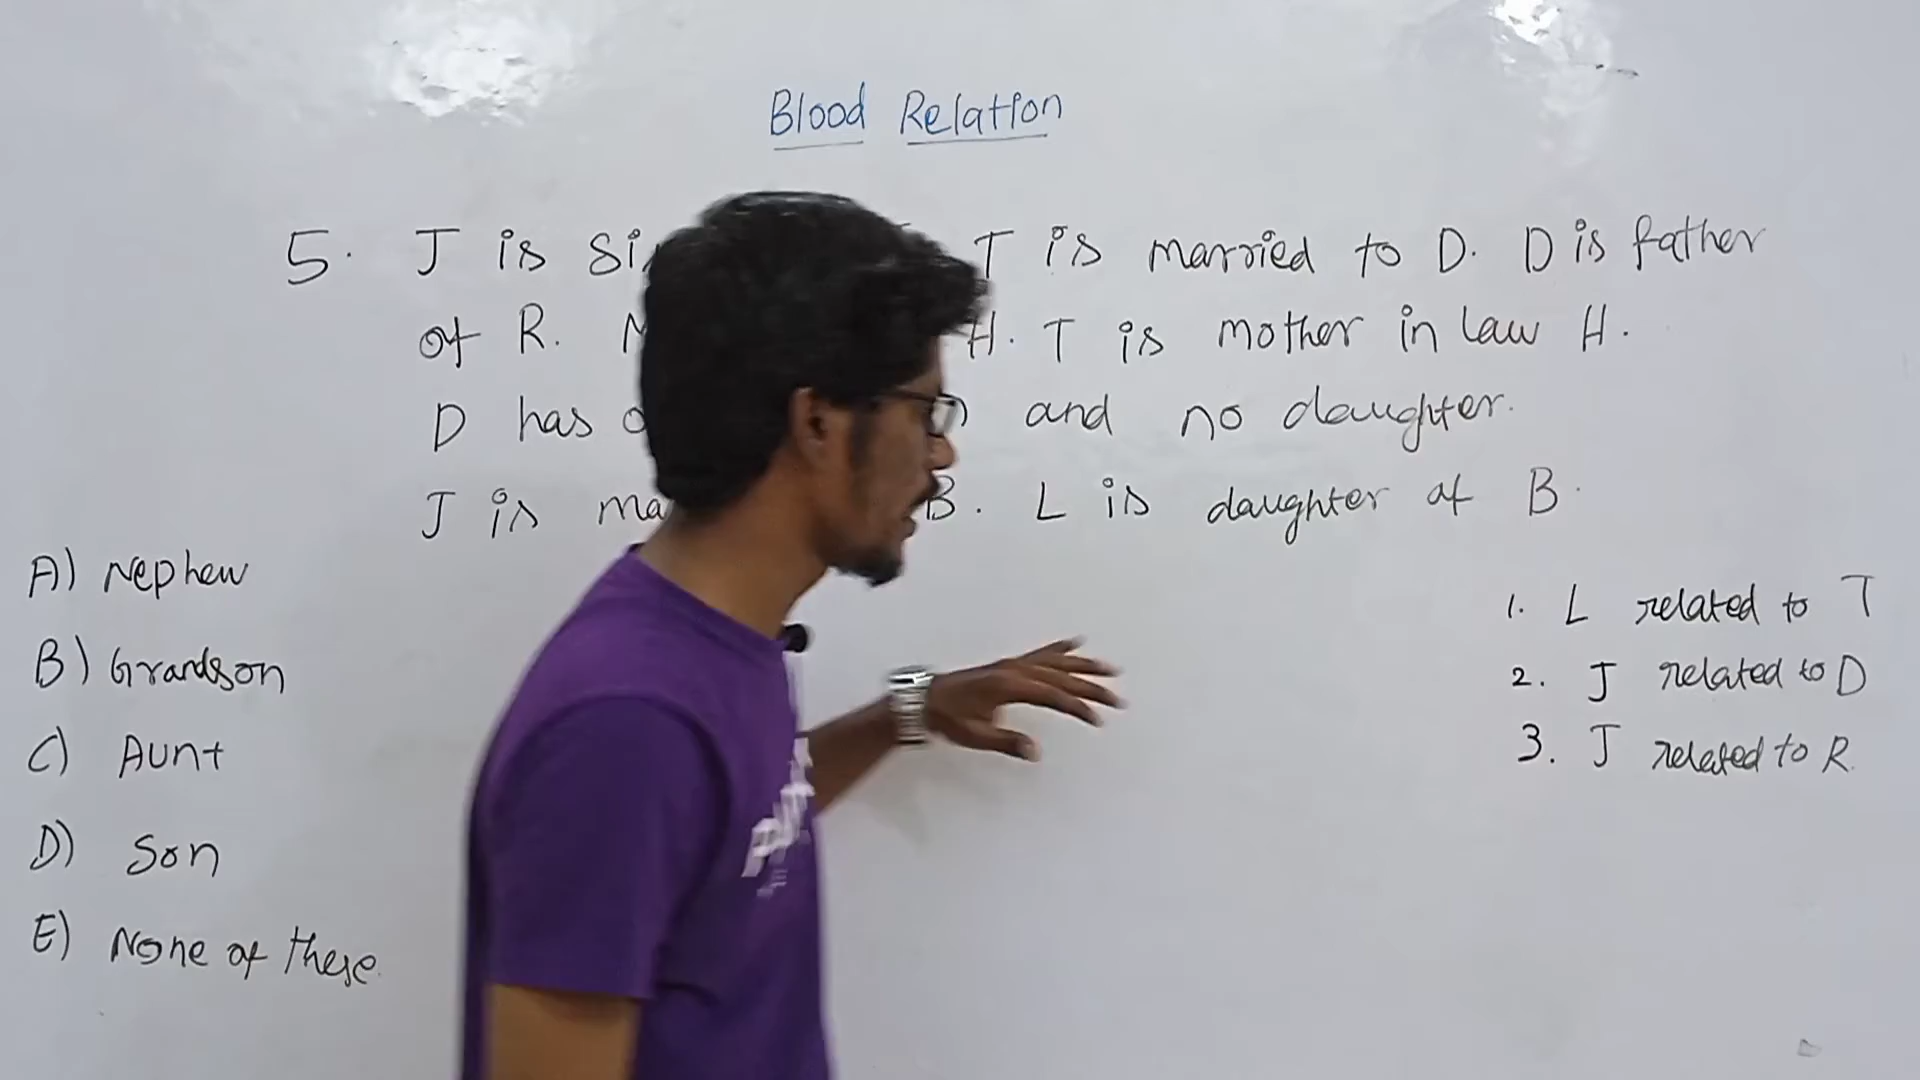 Blood Relation
5. J is T is married to D. D is father
of R. H. T is mother in law H.
D has and no daughter.
J is B. L is daughter of B.
A) Nephew
B) Grandson
C) Aunt
D) Son
E) None of these.
1. L related to T
2. J related to D
3. J related to R.